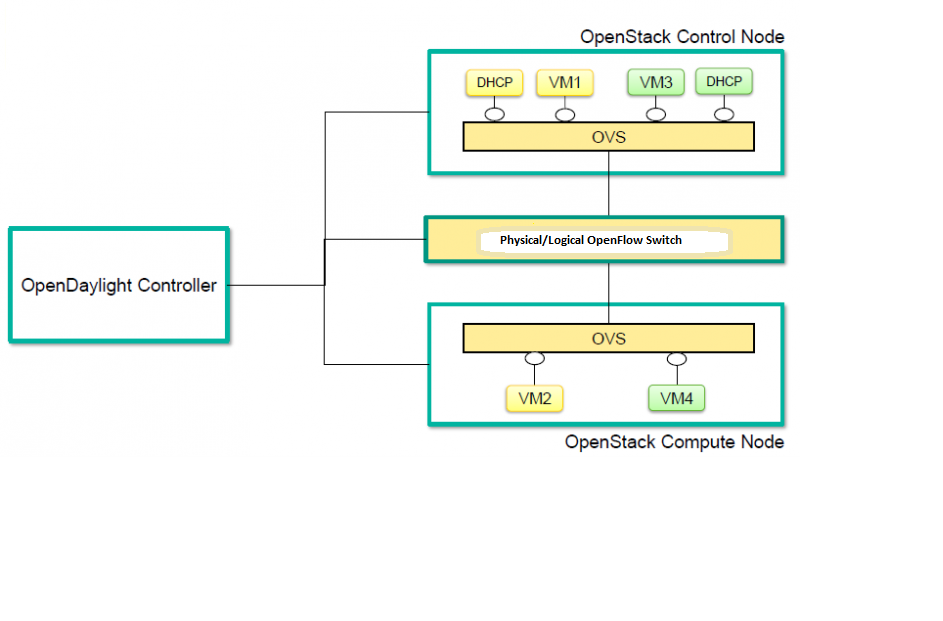 OpenStack Control Node
DHCP
VM1
VM3
DHCP
OVS
Physical/Logical OpenFlow Switch
OpenDaylight Controller
OVS
VM2
VM4
OpenStack Compute Node